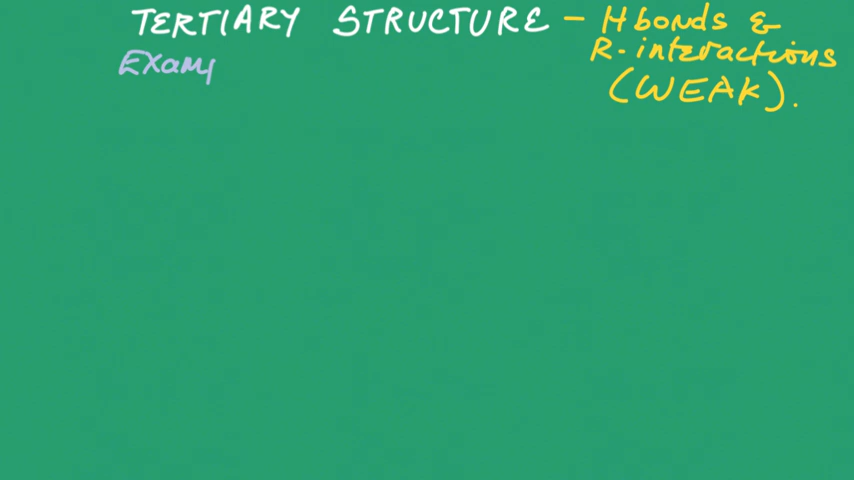 TERTIARY STRUCTURE - H bonds &
R-interactions
(WEAK).
Examp